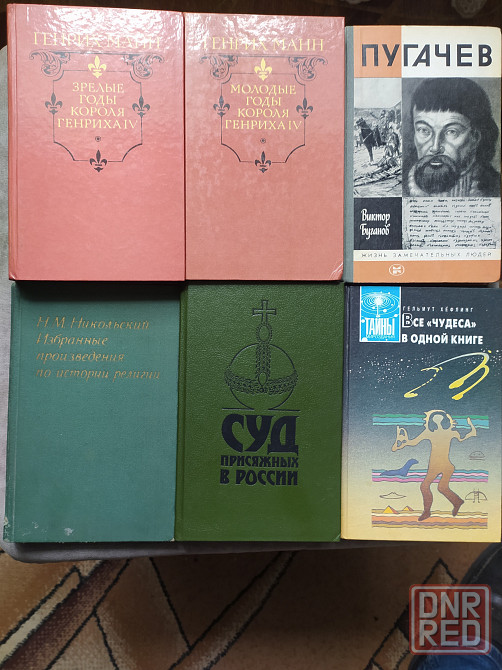 ГЕНРИХ МАНН
ЗРЕЛЫЕ
ГОДЫ
КОРОЛЯ
ГЕНРИХА IV
ГЕНРИХ МАНН
МОЛОДЫЕ
ГОДЫ
КОРОЛЯ
ГЕНРИХА IV
ПУГАЧЕВ
Виктор
Буганов
ЖИЗНЬ ЗАМЕЧАТЕЛЬНЫХ ЛЮДЕЙ
Н. М. Никольский
Избранные
произведения
по истории религии
СУД
ПРИСЯЖНЫХ
В РОССИИ
"ТАЙНЫ"
ГЕЛЬМУТ ХЁФЛИНГ
ВСЕ «ЧУДЕСА»
В ОДНОЙ КНИГЕ
DNR
RED